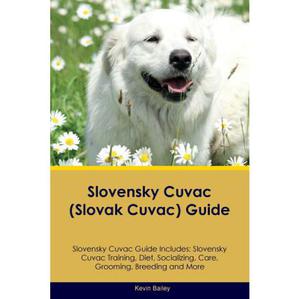 Slovensky Cuvac
(Slovak Cuvac) Guide
Slovensky Cuvac Guide Includes: Slovensky
Cuvac Training, Diet, Socializing, Care,
Grooming, Breeding and More
Kevin Bailey